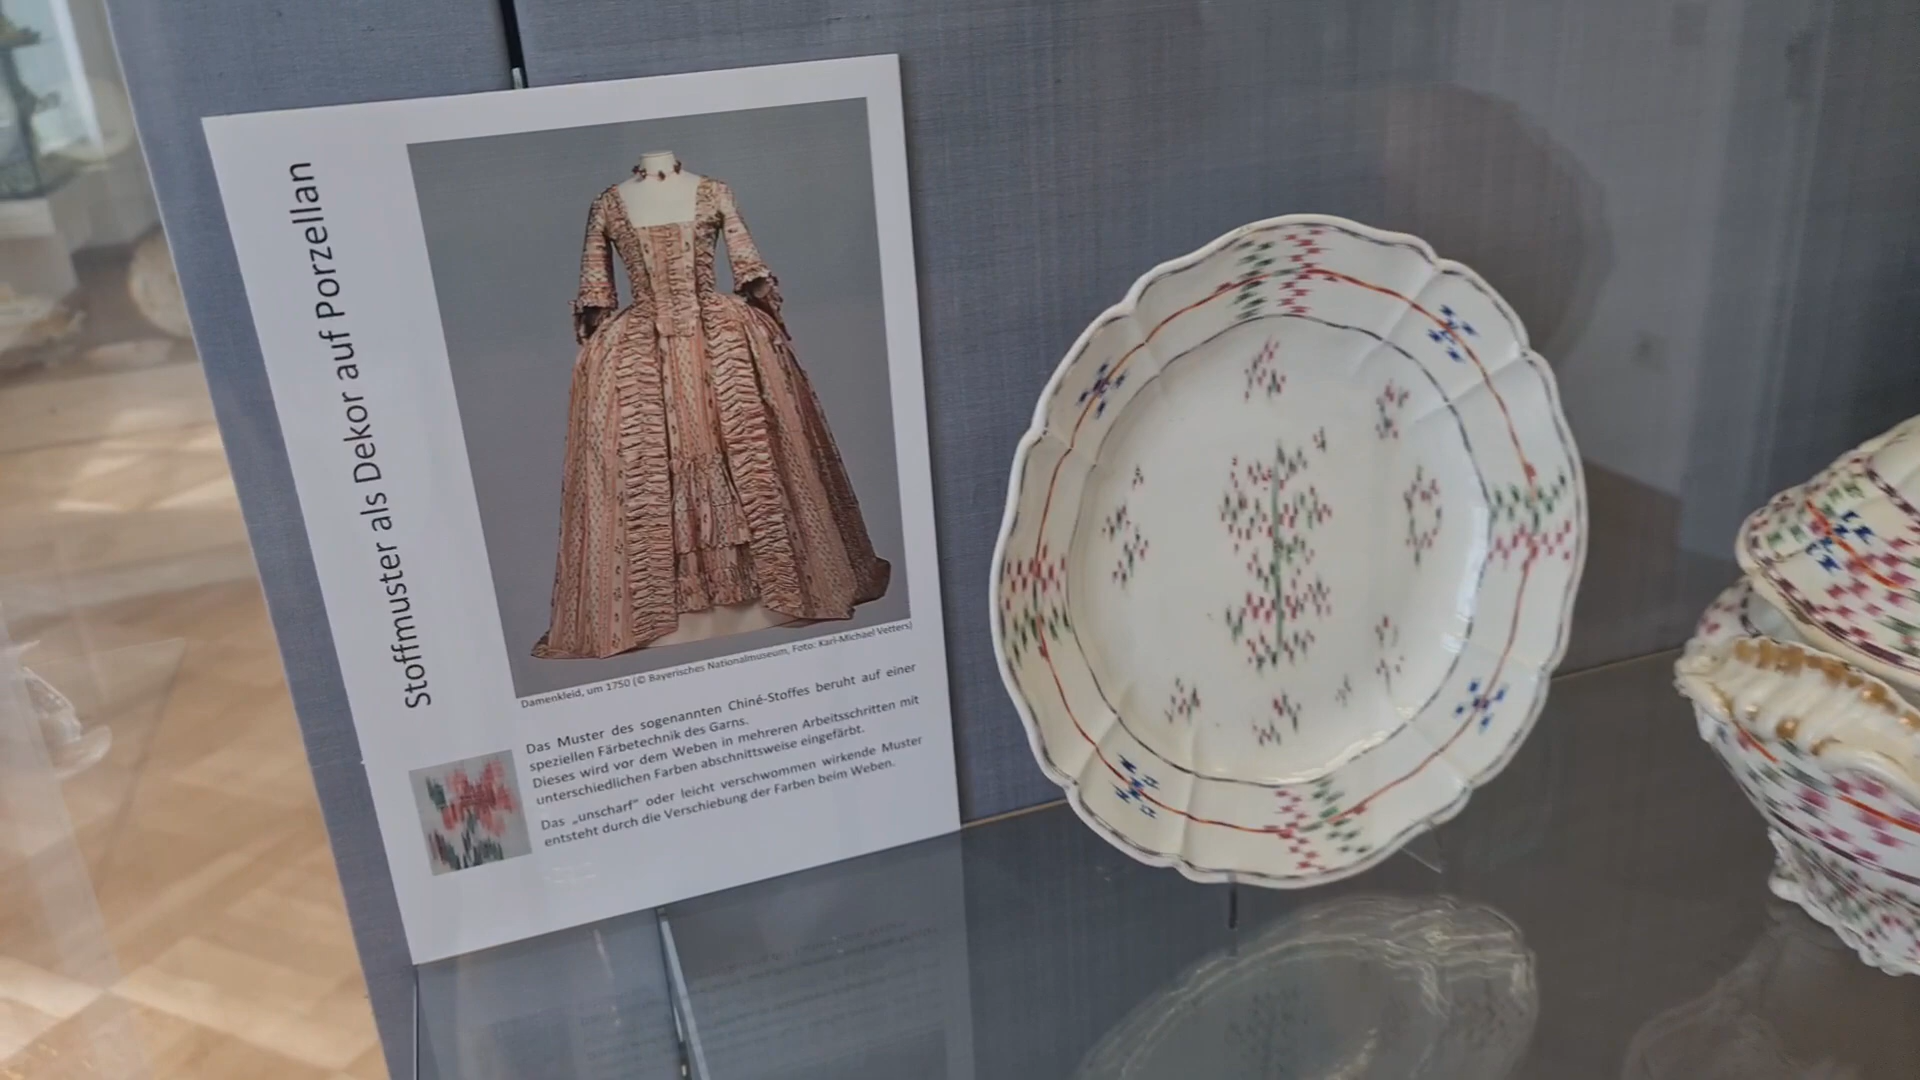 Stoffmuster als Dekor auf Porzellan
Damenkleid, um 1750 (© Bayerisches Nationalmuseum, Foto: Karl-Michael Vetters)
Das Muster des sogenannten Chiné-Stoffes beruht auf einer
speziellen Färbetechnik des Garns.
Dieses wird vor dem Weben in mehreren Arbeitsschritten mit
unterschiedlichen Farben abschnittsweise eingefärbt.
Das „unscharf" oder leicht verschwommen wirkende Muster
entsteht durch die Verschiebung der Farben beim Weben.